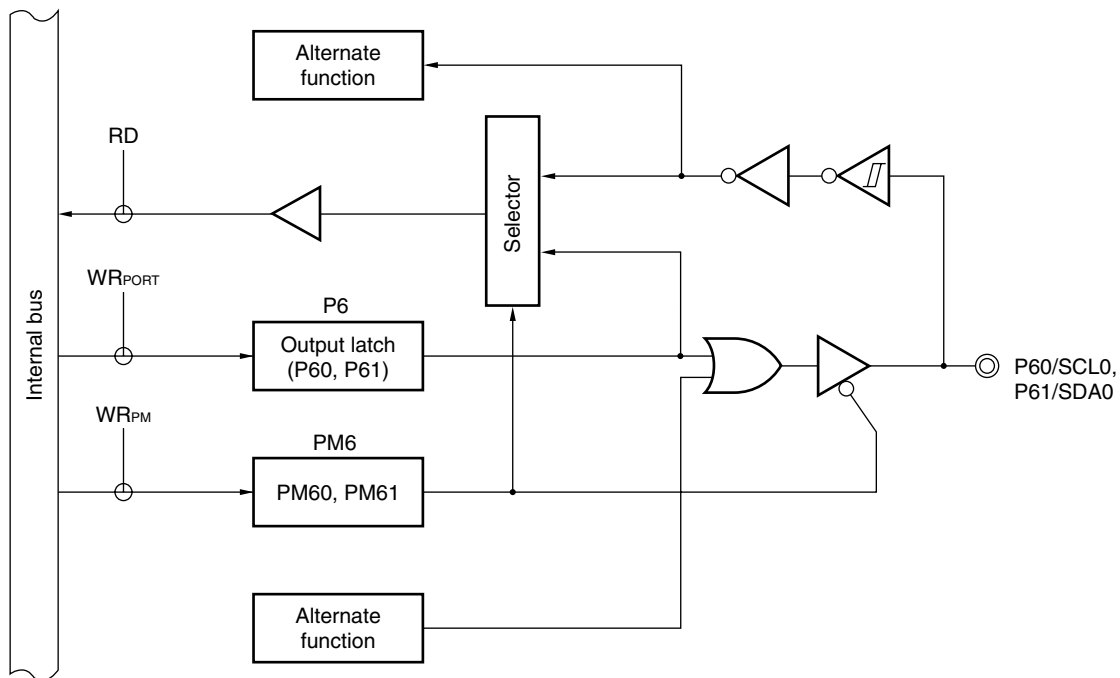 Alternate
function
RD
Selector
WRPORT
P6
Output latch
(P60, P61)
Internal bus
P60/SCL0,
P61/SDA0
WRPM
PM6
PM60, PM61
Alternate
function